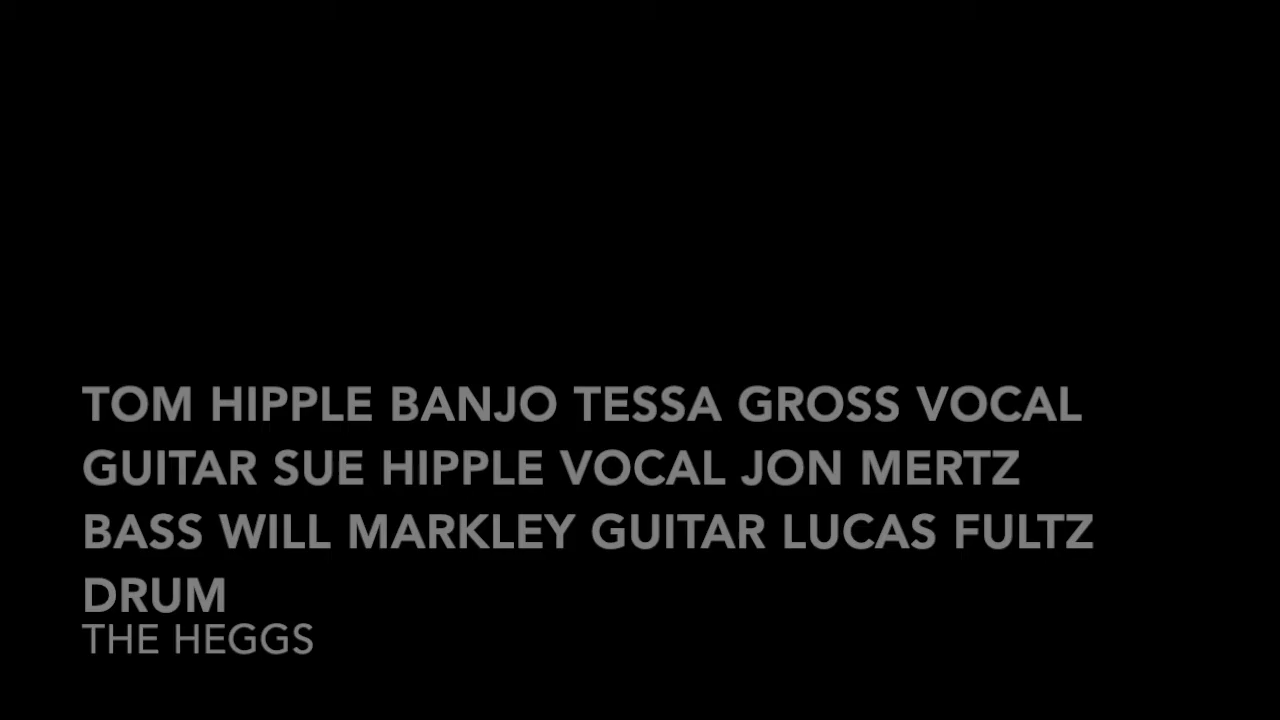 TOM HIPPLE BANJO TESSA GROSS VOCAL
GUITAR SUE HIPPLE VOCAL JON MERTZ
BASS WILL MARKLEY GUITAR LUCAS FULTZ
DRUM
THE HEGGS